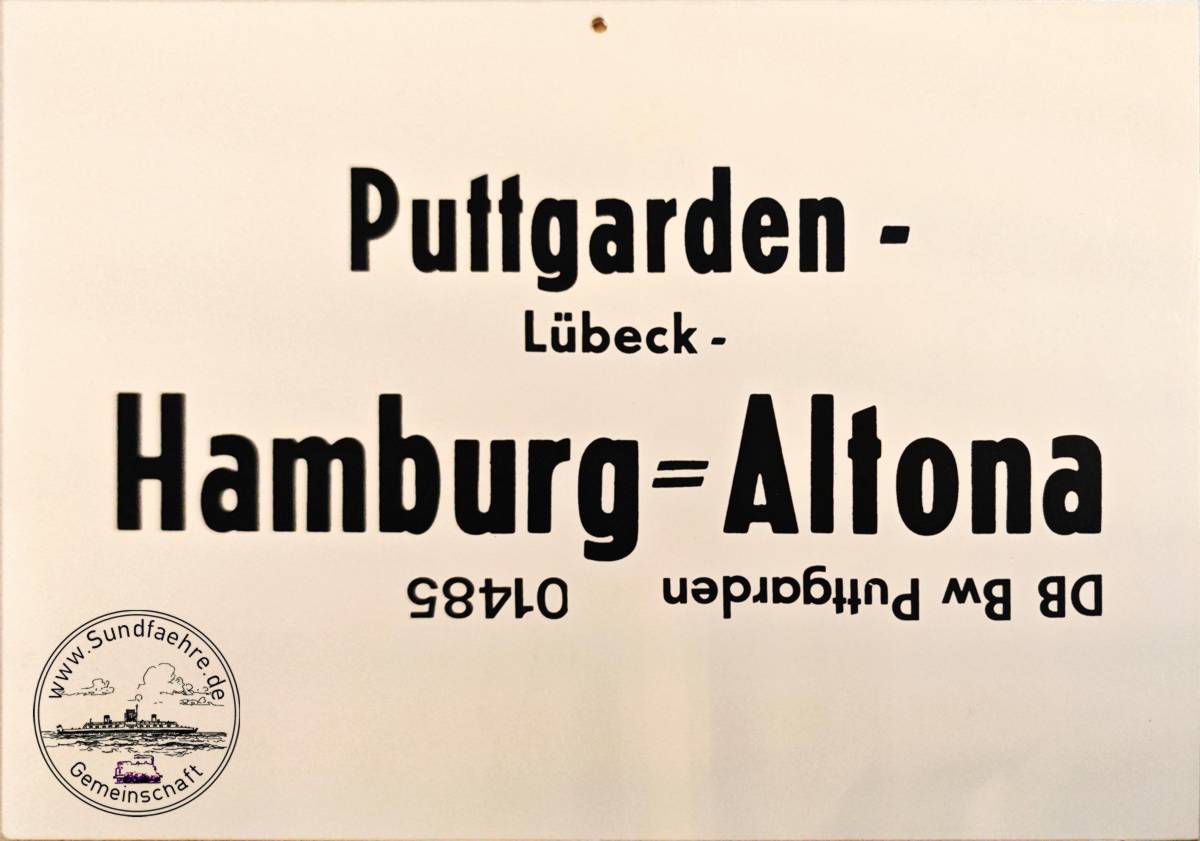 Puttgarden -
Lübeck -
Hamburg = Altona
DB Bw Puttgarden 01485
www.Sundfaehre.de
Gemeinschaft